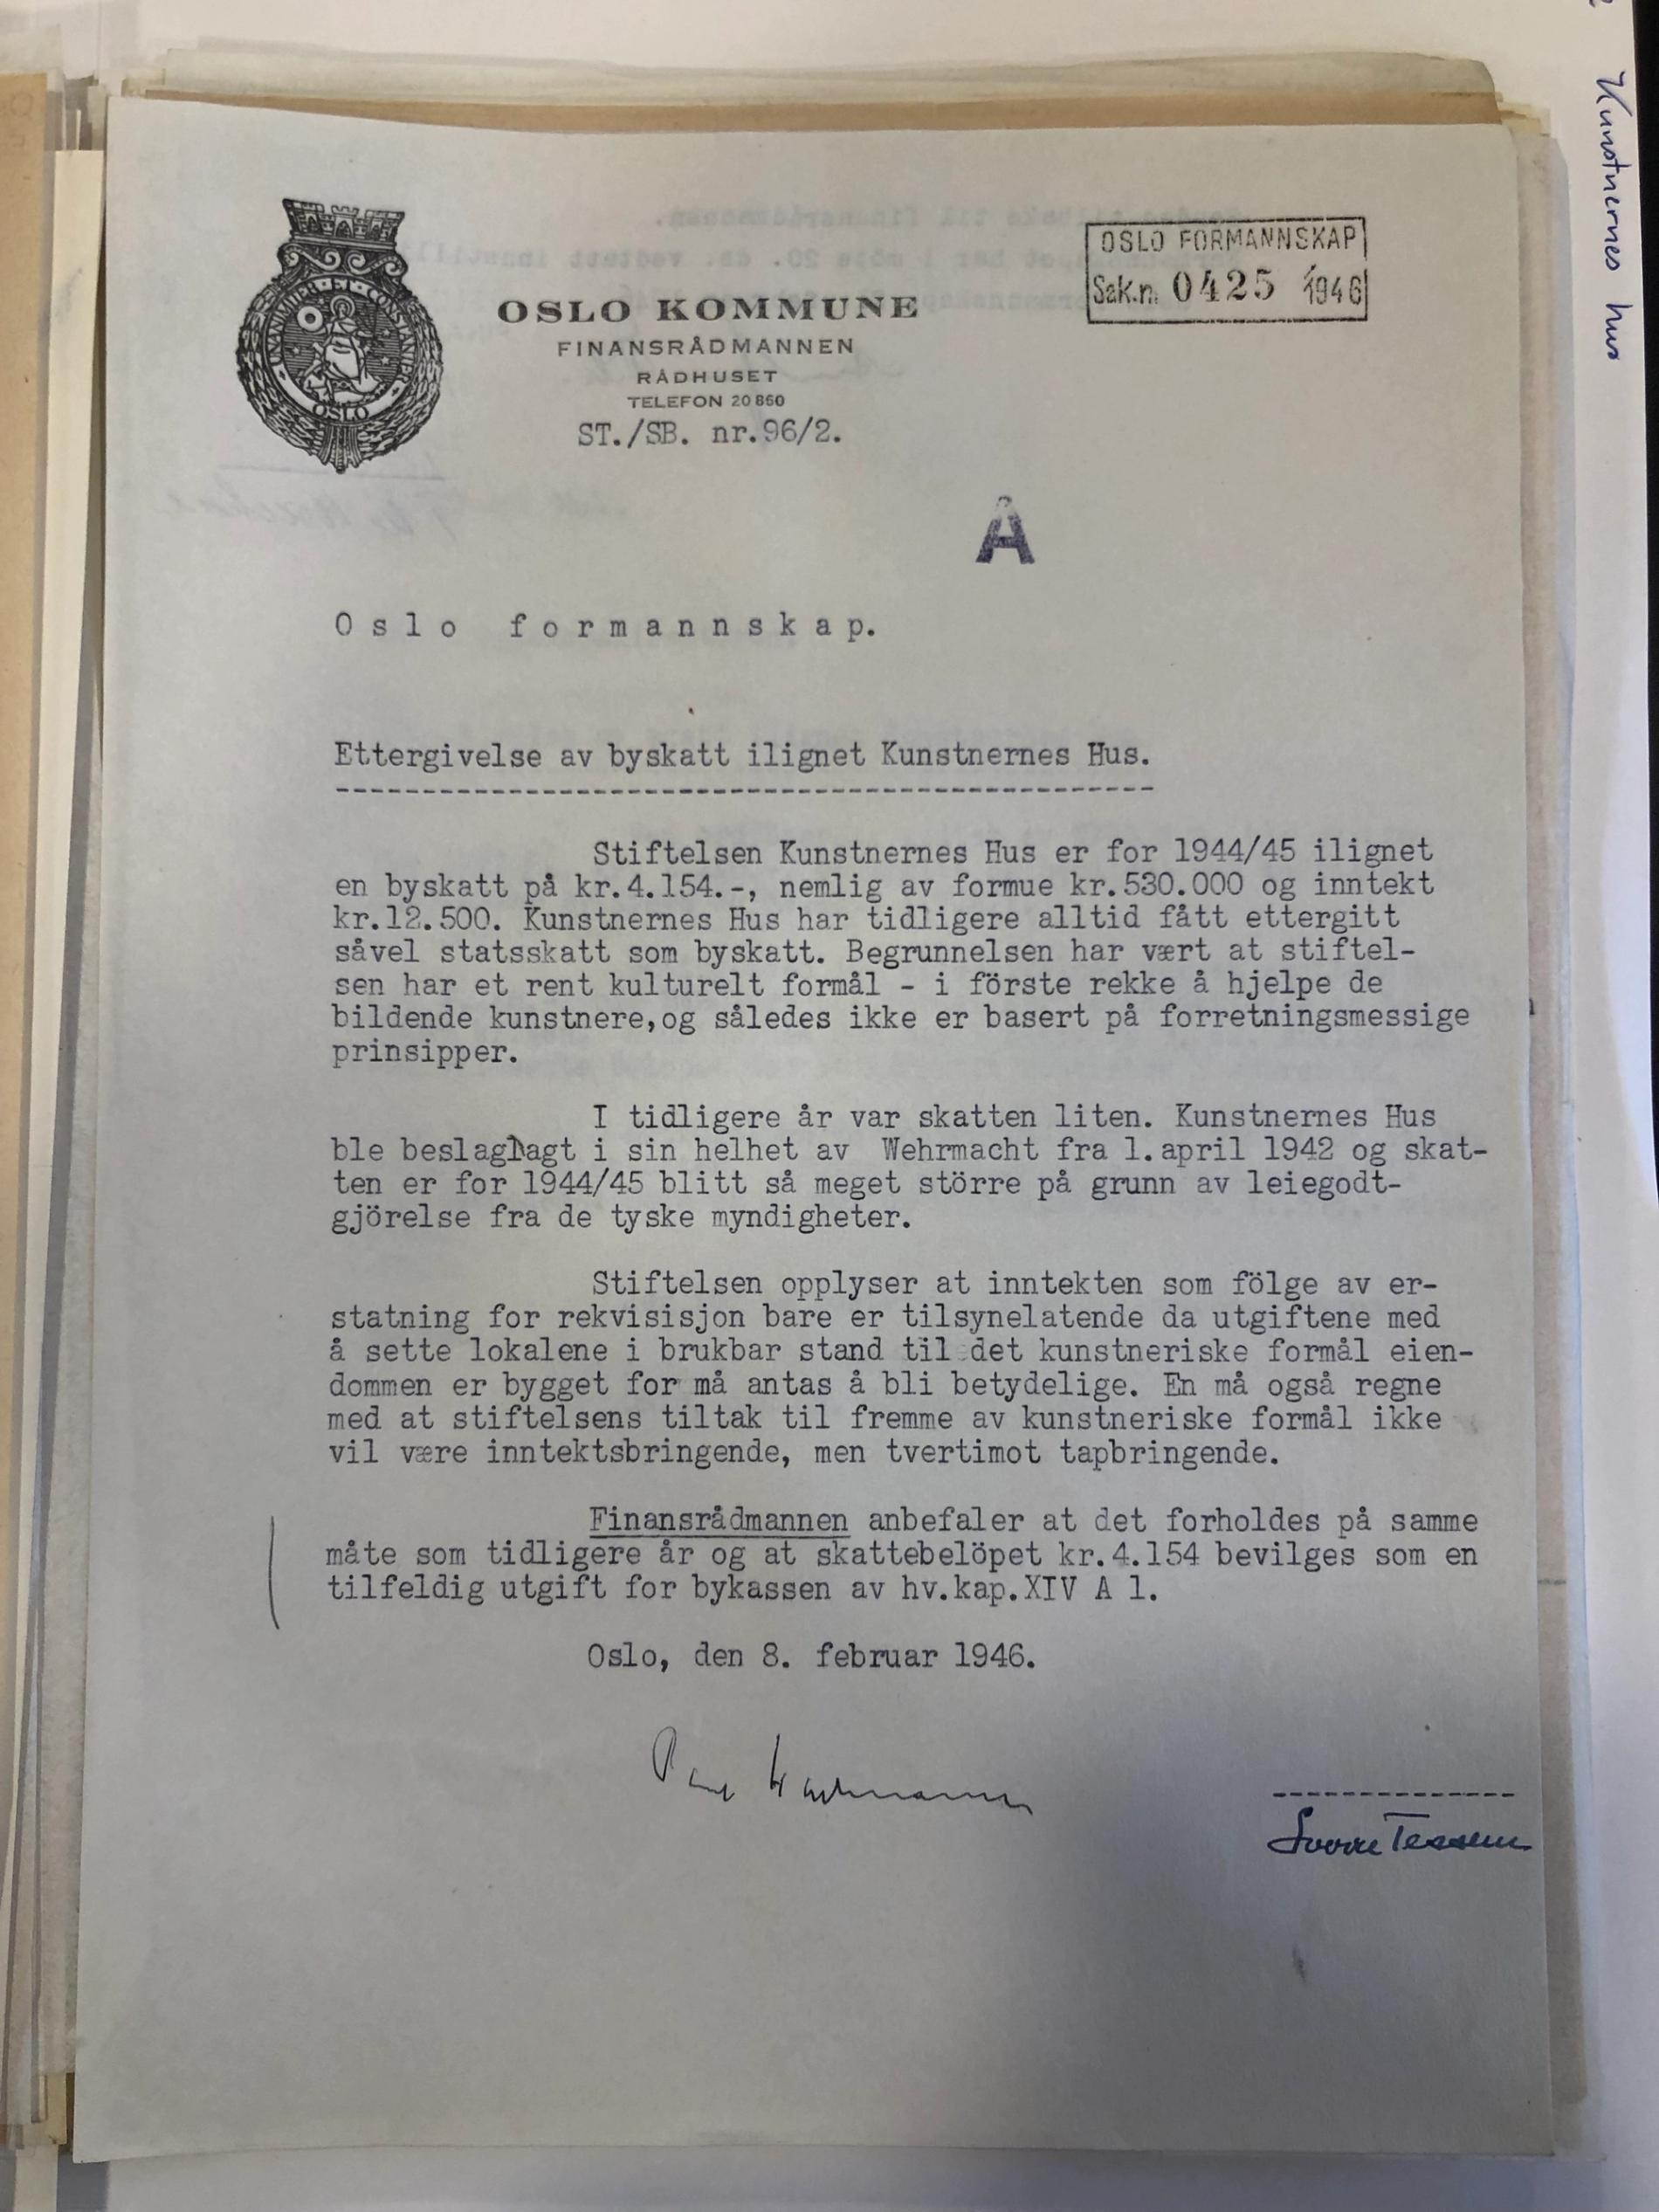 Kunstnernes hus
UNANIMITER · ET · CONSTANTER
OSLO
OSLO KOMMUNE
FINANSRÅDMANNEN
RÅDHUSET
TELEFON 20860
ST./SB. nr.96/2.
OSLO FORMANNSKAP
Sak.n. 0425 1946
Å
Oslo formannskap.
Ettergivelse av byskatt ilignet Kunstnernes Hus.
Stiftelsen Kunstnernes Hus er for 1944/45 ilignet
en byskatt på kr.4.154.-, nemlig av formue kr.530.000 og inntekt
kr.12.500. Kunstnernes Hus har tidligere alltid fått ettergitt
såvel statsskatt som byskatt. Begrunnelsen har vært at stiftel-
sen har et rent kulturelt formål - i förste rekke å hjelpe de
bildende kunstnere,og således ikke er basert på forretningsmessige
prinsipper.
I tidligere år var skatten liten. Kunstnernes Hus
ble beslaglagt i sin helhet av Wehrmacht fra 1.april 1942 og skat-
ten er for 1944/45 blitt så meget större på grunn av leiegodt-
gjörelse fra de tyske myndigheter.
Stiftelsen opplyser at inntekten som fölge av er-
statning for rekvisisjon bare er tilsynelatende da utgiftene med
å sette lokalene i brukbar stand til det kunstneriske formål eien-
dommen er bygget for må antas å bli betydelige. En må også regne
med at stiftelsens tiltak til fremme av kunstneriske formål ikke
vil være inntektsbringende, men tvertimot tapbringende.
Finansrådmannen anbefaler at det forholdes på samme
måte som tidligere år og at skattebelöpet kr.4.154 bevilges som en
tilfeldig utgift for bykassen av hv.kap.XIV A 1.
Oslo, den 8. februar 1946.
Tessem